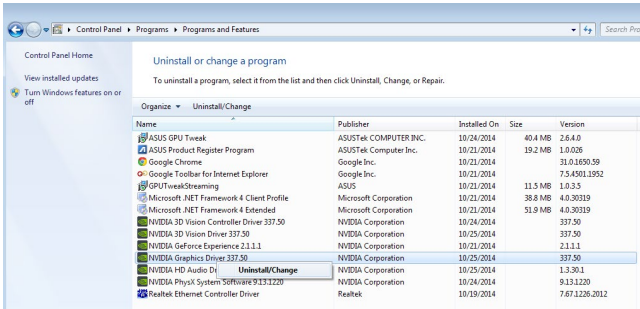 Control Panel ▸ Programs ▸ Programs and Features
Search Pro
Control Panel Home
View installed updates
Turn Windows features on or
off
Uninstall or change a program
To uninstall a program, select it from the list and then click Uninstall, Change, or Repair.
Organize Uninstall/Change
Name Publisher Installed On Size Version
ASUS GPU Tweak ASUSTek COMPUTER INC. 10/24/2014 40.4 MB 2.6.4.0
ASUS Product Register Program ASUSTek Computer Inc. 10/21/2014 19.2 MB 1.0.026
Google Chrome Google Inc. 10/21/2014 31.0.1650.59
Google Toolbar for Internet Explorer Google Inc. 10/21/2014 7.5.4501.1952
GPUTweakStreaming ASUS 10/21/2014 11.5 MB 1.0.3.5
Microsoft .NET Framework 4 Client Profile Microsoft Corporation 10/21/2014 38.8 MB 4.0.30319
Microsoft .NET Framework 4 Extended Microsoft Corporation 10/21/2014 51.9 MB 4.0.30319
NVIDIA 3D Vision Controller Driver 337.50 NVIDIA Corporation 10/24/2014 337.50
NVIDIA 3D Vision Driver 337.50 NVIDIA Corporation 10/25/2014 337.50
NVIDIA GeForce Experience 2.1.1.1 NVIDIA Corporation 10/21/2014 2.1.1.1
NVIDIA Graphics Driver 337.50 NVIDIA Corporation 10/25/2014 337.50
NVIDIA HD Audio Dr Uninstall/Change NVIDIA Corporation 10/25/2014 1.3.30.1
NVIDIA PhysX System Software 9.13.1220 NVIDIA Corporation 10/24/2014 9.13.1220
Realtek Ethernet Controller Driver Realtek 10/19/2014 7.67.1226.2012